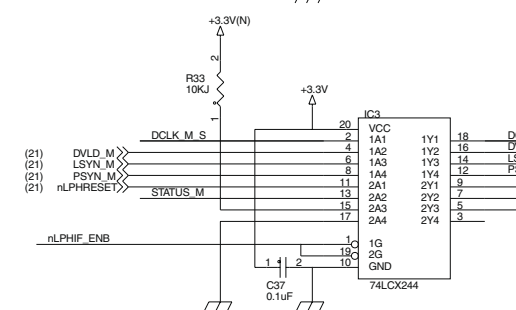 +3.3V(N)
2
R33
10KJ
1
+3.3V
IC3
20 VCC
DCLK_M_S 2 1A1 1Y1 18
(21) DVLD_M 4 1A2 1Y2 16
(21) LSYN_M 6 1A3 1Y3 14
(21) PSYN_M 8 1A4 1Y4 12
(21) nLPHRESET 11 2A1 2Y1 9
STATUS_M 13 2A2 2Y2 7
15 2A3 2Y3 5
17 2A4 2Y4 3
nLPHIF_ENB 1 1G
19 2G
1 2 10 GND
C37
0.1uF
74LCX244